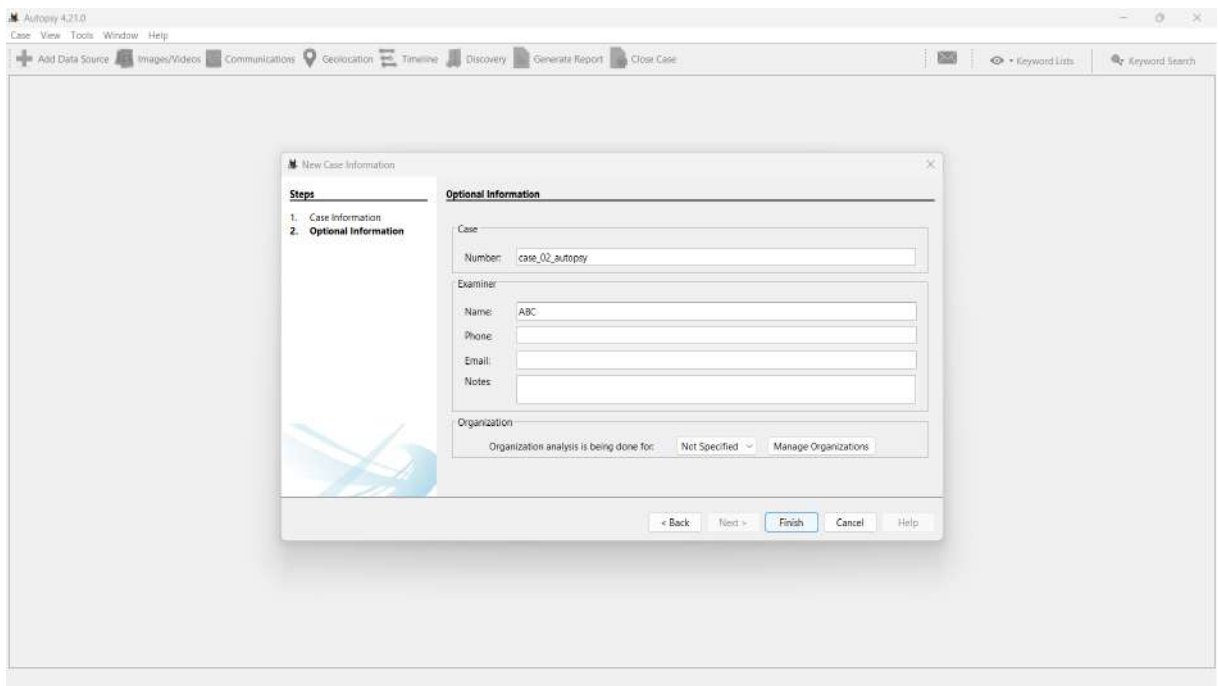 Autopsy 4.21.0
Case View Tools Window Help
Add Data Source Images/Videos Communications Geolocation Timeline Discovery Generate Report Close Case Keyword Lists Keyword Search
New Case Information
Steps
1. Case Information
2. Optional Information
Optional Information
Case
Number: case_02_autopsy
Examiner
Name: ABC
Phone:
Email:
Notes:
Organization
Organization analysis is being done for: Not Specified Manage Organizations
< Back Next > Finish Cancel Help